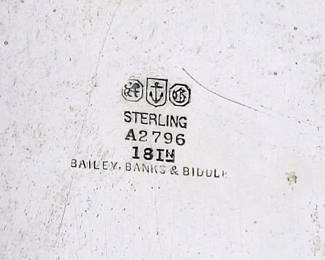 STERLING
A2796
18IN
BAILEY, BANKS & BIDDLE